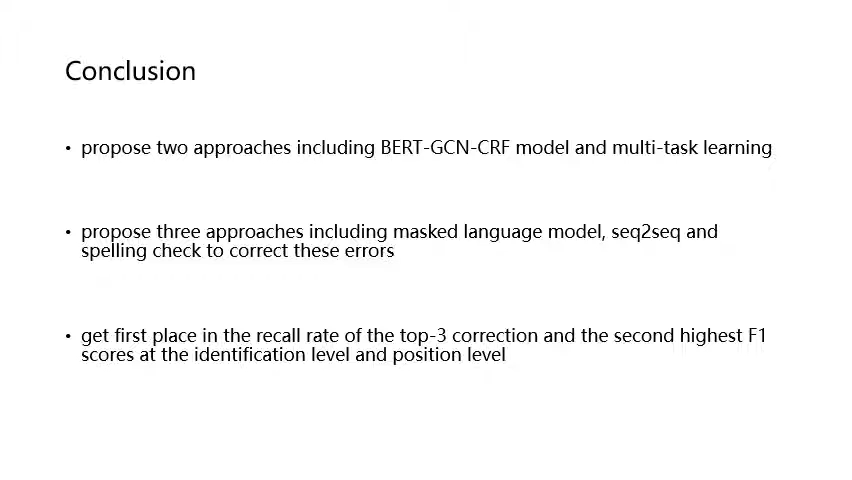 Conclusion
• propose two approaches including BERT-GCN-CRF model and multi-task learning
• propose three approaches including masked language model, seq2seq and
spelling check to correct these errors
• get first place in the recall rate of the top-3 correction and the second highest F1
scores at the identification level and position level